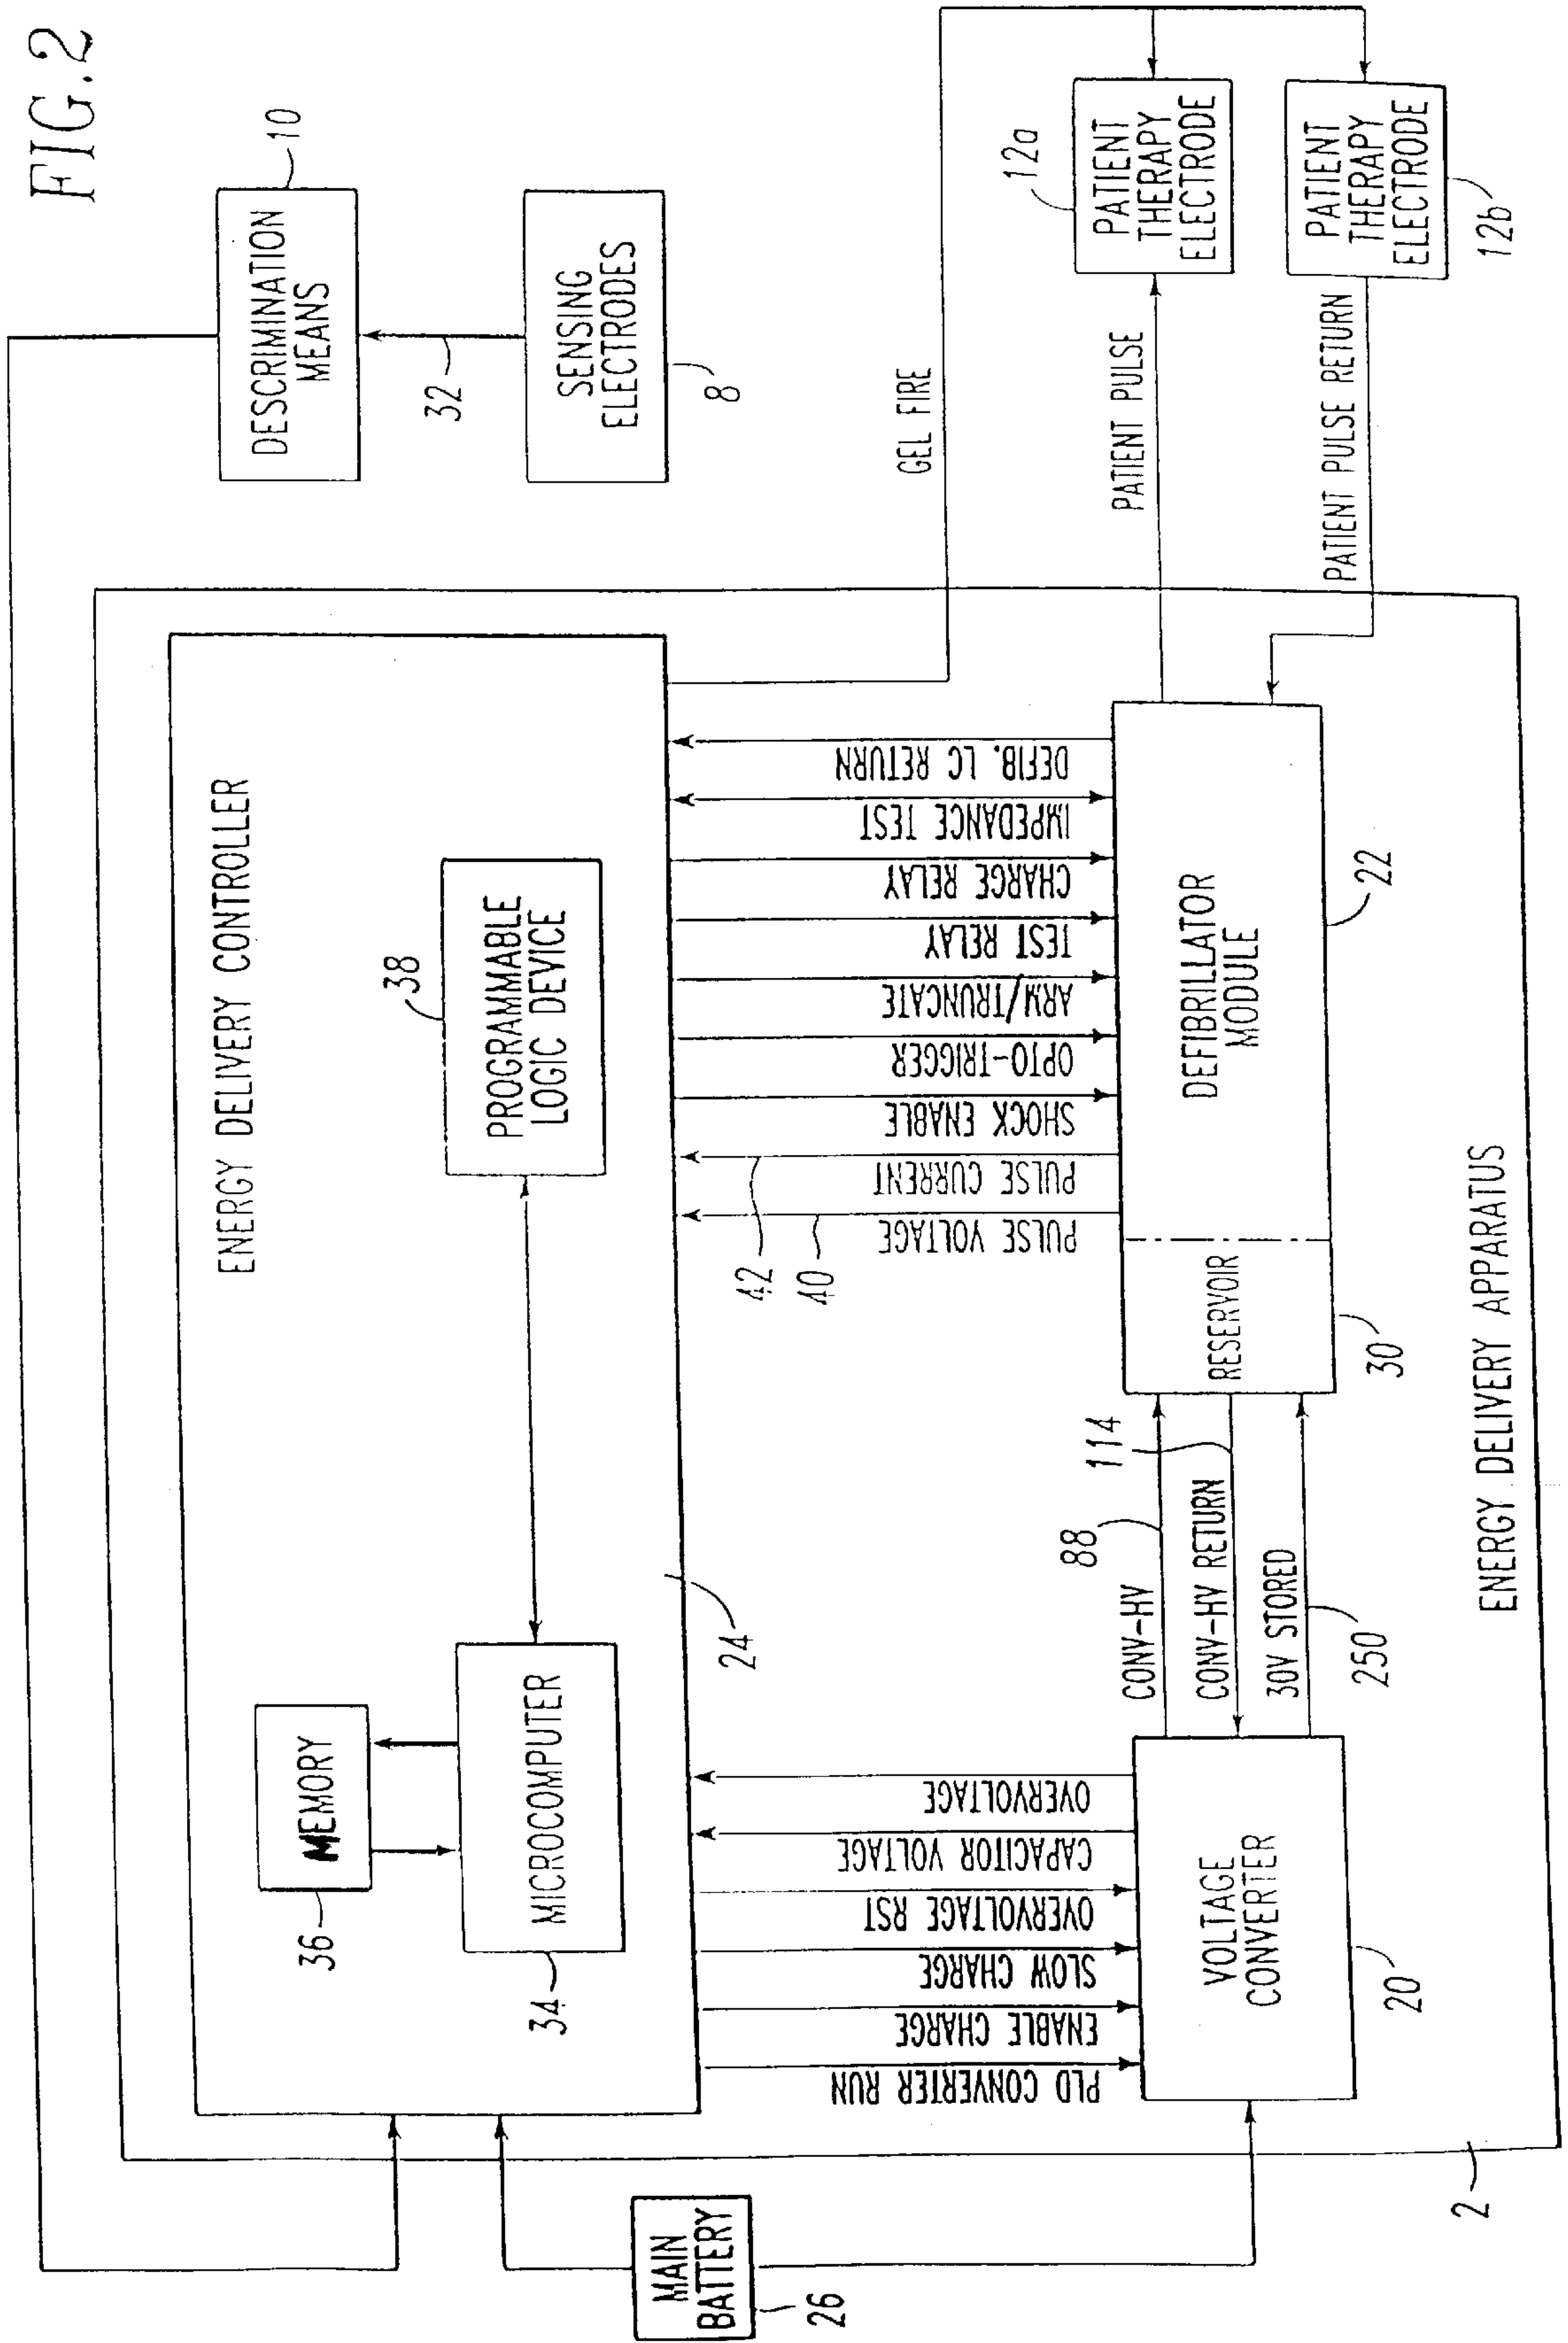 FIG.2
DESCRIMINATION
MEANS
10
32
SENSING
ELECTRODES
8
ENERGY DELIVERY CONTROLLER
MEMORY
36
MICROCOMPUTER
34
PROGRAMMABLE
LOGIC DEVICE
38
24
MAIN
BATTERY
26
PLD CONVERTER RUN
ENABLE CHARGE
SLOW CHARGE
OVERVOLTAGE RST
CAPACITOR VOLTAGE
OVERVOLTAGE
42
40
PULSE VOLTAGE
PULSE CURRENT
SHOCK ENABLE
OPTO-TRIGGER
ARM/TRUNCATE
TEST RELAY
CHARGE RELAY
IMPEDANCE TEST
DEFIB. LC RETURN
GEL FIRE
VOLTAGE
CONVERTER
20
CONV-HV
88
CONV-HV RETURN
114
30V STORED
250
RESERVOIR
30
DEFIBRILLATOR
MODULE
22
PATIENT PULSE
12a
PATIENT
THERAPY
ELECTRODE
PATIENT PULSE RETURN
PATIENT
THERAPY
ELECTRODE
12b
ENERGY DELIVERY APPARATUS
2